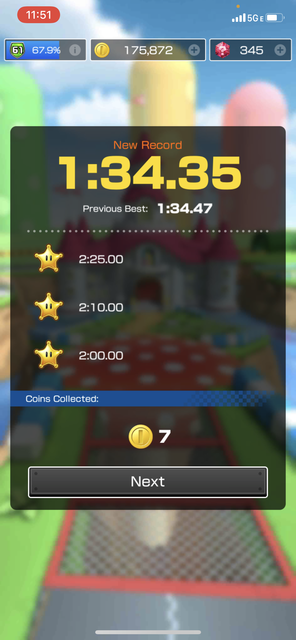 11:51
5G E
61
67.9%
175,872
345
New Record
1:34.35
Previous Best: 1:34.47
2:25.00
2:10.00
2:00.00
Coins Collected:
7
Next